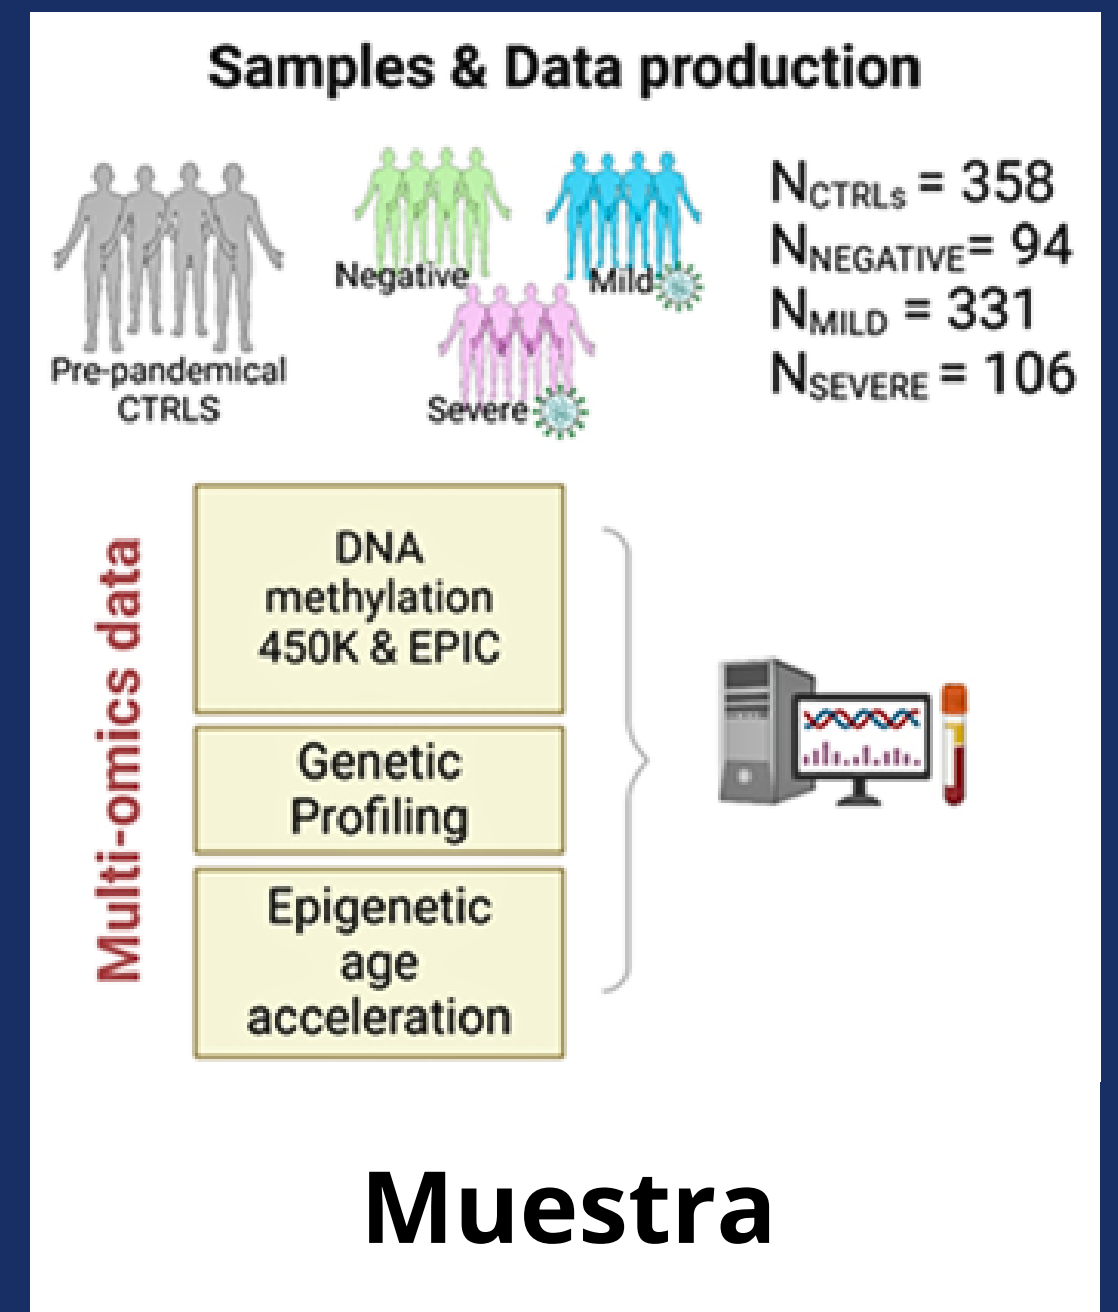 Samples & Data production
Pre-pandemical
CTRLS
Negative
Mild
Severe
NCTRLs = 358
NNEGATIVE= 94
NMILD = 331
NSEVERE = 106
Multi-omics data
DNA
methylation
450K & EPIC
Genetic
Profiling
Epigenetic
age
acceleration
Muestra